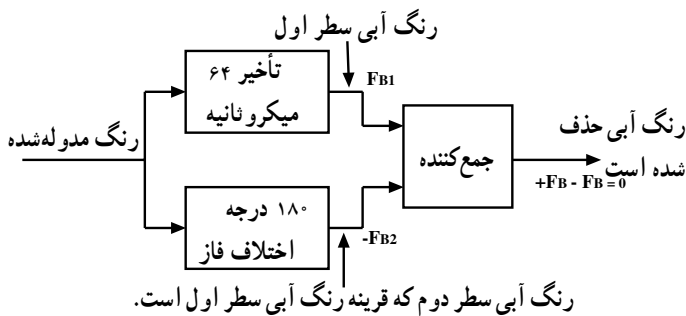 رنگ آبی سطر اول
تأخیر ۶۴
میکروثانیه
FB1
رنگ مدوله‌شده
جمع‌کننده
رنگ آبی حذف
شده است
+FB - FB = 0
۱۸۰ درجه
اختلاف فاز
-FB2
رنگ آبی سطر دوم که قرینه رنگ آبی سطر اول است.